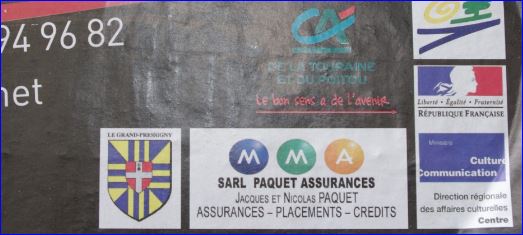 94 96 82
net
CA
DE LA TOURAINE
ET DU POITOU
Le bon sens a de l'avenir
LE GRAND-PRESSIGNY
MMA
SARL PAQUET ASSURANCES
JACQUES ET NICOLAS PAQUET
ASSURANCES – PLACEMENTS – CREDITS
Liberté • Égalité • Fraternité
RÉPUBLIQUE FRANÇAISE
Ministère
Culture
Communication
Direction régionale
des affaires culturelles
Centre